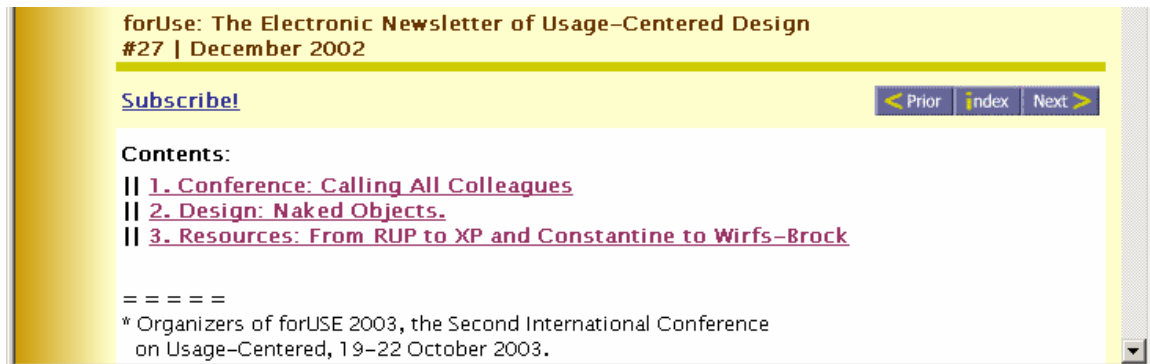 forUse: The Electronic Newsletter of Usage-Centered Design
#27 | December 2002
Subscribe!
< Prior index Next >
Contents:
|| 1. Conference: Calling All Colleagues
|| 2. Design: Naked Objects.
|| 3. Resources: From RUP to XP and Constantine to Wirfs-Brock
= = = = =
* Organizers of forUSE 2003, the Second International Conference
on Usage-Centered, 19-22 October 2003.